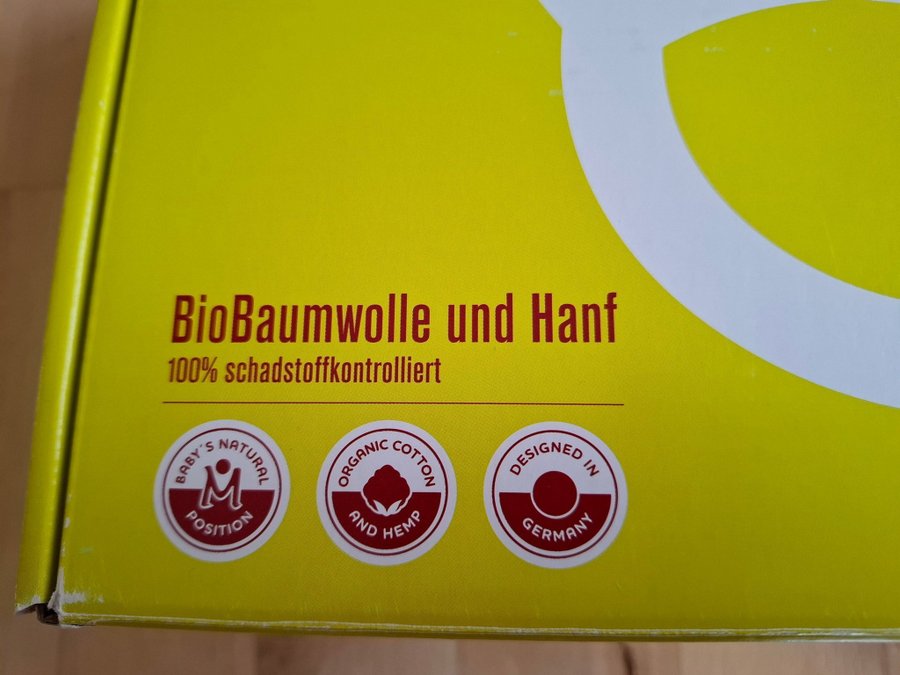 BioBaumwolle und Hanf
100% schadstoffkontrolliert
BABY'S NATURAL
POSITION
ORGANIC COTTON
AND HEMP
DESIGNED IN
GERMANY